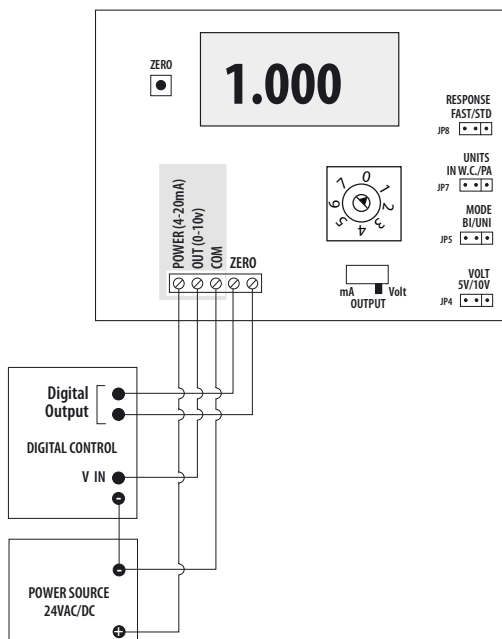 ZERO
1.000
RESPONSE
FAST/STD
JP8
UNITS
IN W.C./PA
JP7
MODE
BI/UNI
JP5
VOLT
5V/10V
JP4
0
1
2
3
4
5
6
7
mA
Volt
OUTPUT
POWER (4-20mA)
OUT (0-10v)
COM
ZERO
Digital
Output
DIGITAL CONTROL
V IN
-
-
POWER SOURCE
24VAC/DC
+